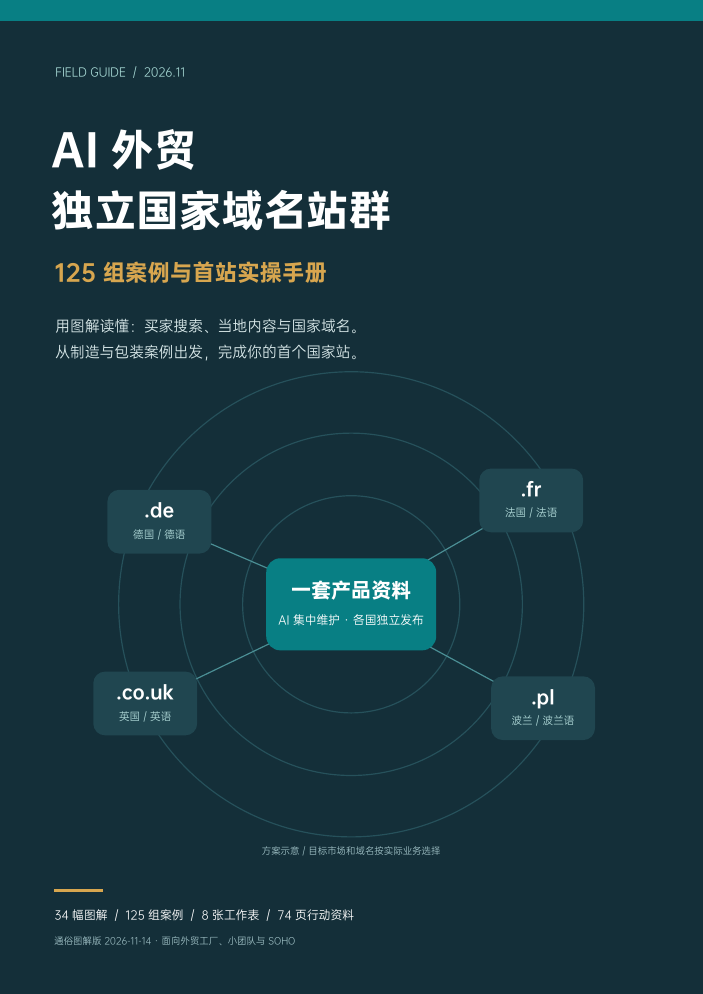 FIELD GUIDE / 2026.11
AI 外贸
独立国家域名站群
125 组案例与首站实操手册
用图解读懂：买家搜索、当地内容与国家域名。
从制造与包装案例出发，完成你的首个国家站。
.fr
法国 / 法语
.de
德国 / 德语
一套产品资料
AI 集中维护 · 各国独立发布
.co.uk
英国 / 英语
.pl
波兰 / 波兰语
方案示意 / 目标市场和域名按实际业务选择
34 幅图解 / 125 组案例 / 8 张工作表 / 74 页行动资料
通俗图解版 2026-11-14 · 面向外贸工厂、小团队与 SOHO